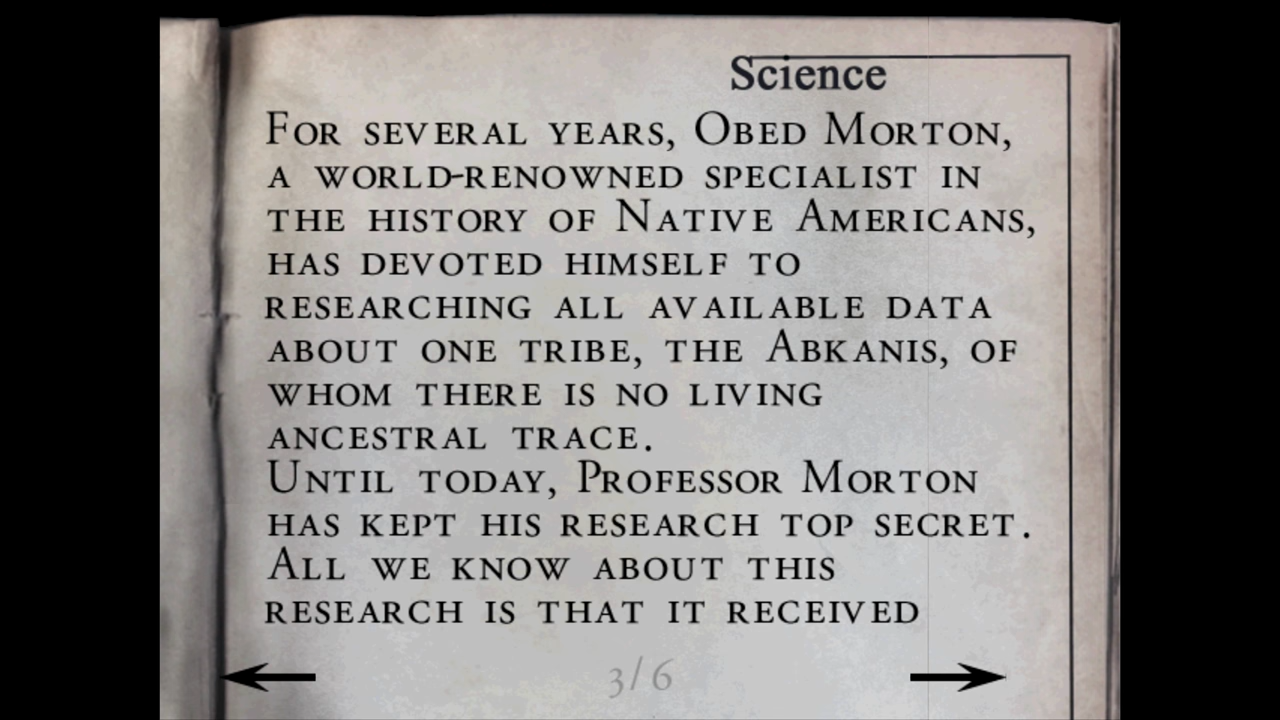 Science
For several years, Obed Morton,
a world-renowned specialist in
the history of Native Americans,
has devoted himself to
researching all available data
about one tribe, the Abkanis, of
whom there is no living
ancestral trace.
Until today, Professor Morton
has kept his research top secret.
All we know about this
research is that it received
3/6